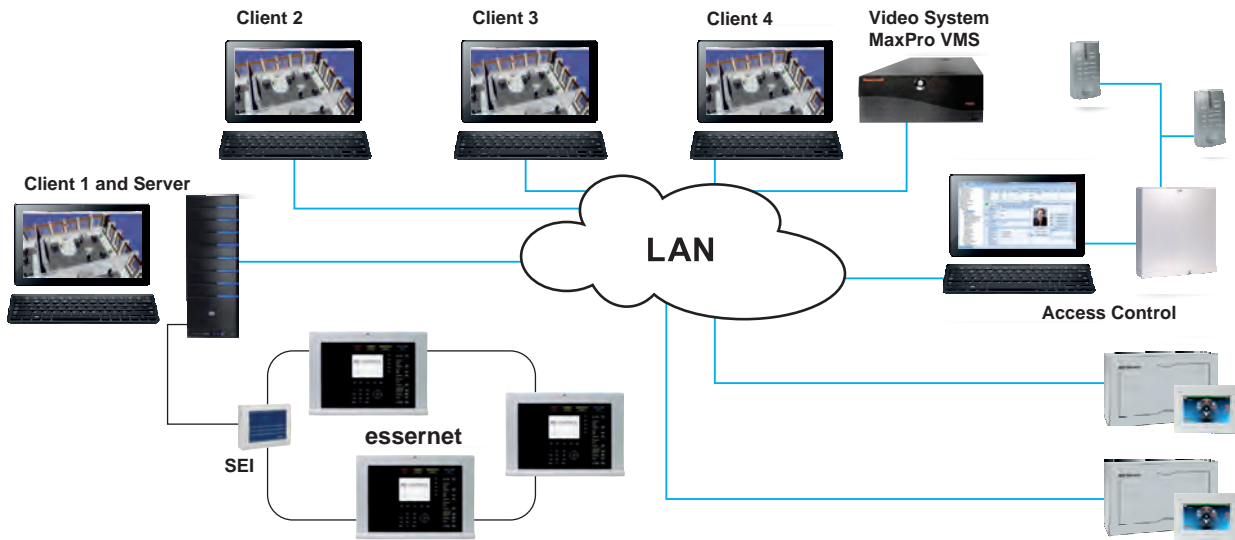 Client 2
Client 3
Client 4
Video System
MaxPro VMS
Client 1 and Server
LAN
Access Control
essernet
SEI